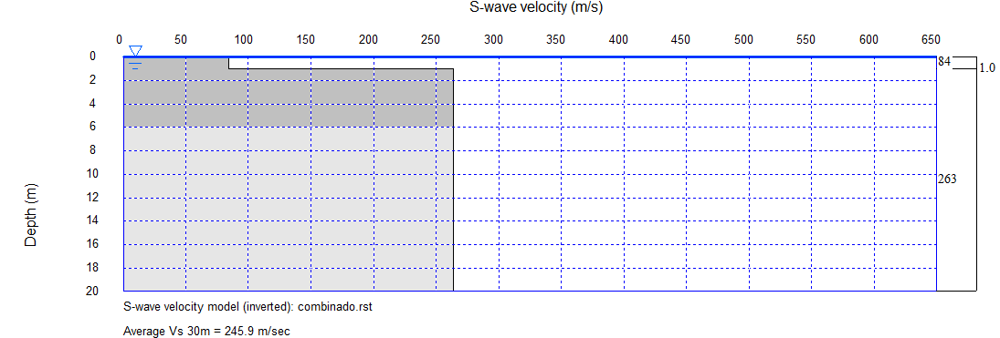 S-wave velocity (m/s)
0 50 100 150 200 250 300 350 400 450 500 550 600 650
0
2
4
6
8
10
12
14
16
18
20
Depth (m)
84
1.0
263
S-wave velocity model (inverted): combinado.rst
Average Vs 30m = 245.9 m/sec